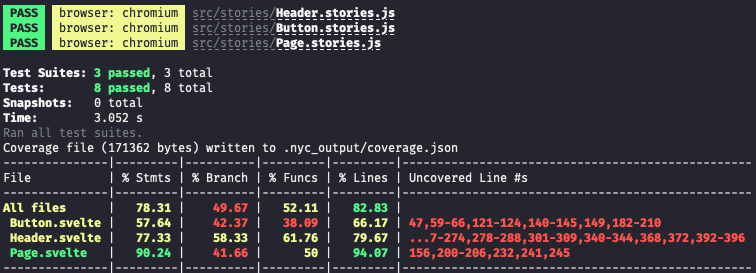 PASS browser: chromium src/stories/Header.stories.js
PASS browser: chromium src/stories/Button.stories.js
PASS browser: chromium src/stories/Page.stories.js
Test Suites: 3 passed, 3 total
Tests: 8 passed, 8 total
Snapshots: 0 total
Time: 3.052 s
Ran all test suites.
Coverage file (171362 bytes) written to .nyc_output/coverage.json
---------------|---------|----------|---------|---------|--------------------------------------------------
File | % Stmts | % Branch | % Funcs | % Lines | Uncovered Line #s
---------------|---------|----------|---------|---------|--------------------------------------------------
All files | 78.31 | 49.67 | 52.11 | 82.83 |
Button.svelte | 57.64 | 42.37 | 38.09 | 66.17 | 47,59-66,121-124,140-145,149,182-210
Header.svelte | 77.33 | 58.33 | 61.76 | 79.67 | ...7-274,278-288,301-309,340-344,368,372,392-396
Page.svelte | 90.24 | 41.66 | 50 | 94.07 | 156,200-206,232,241,245
---------------|---------|----------|---------|---------|--------------------------------------------------